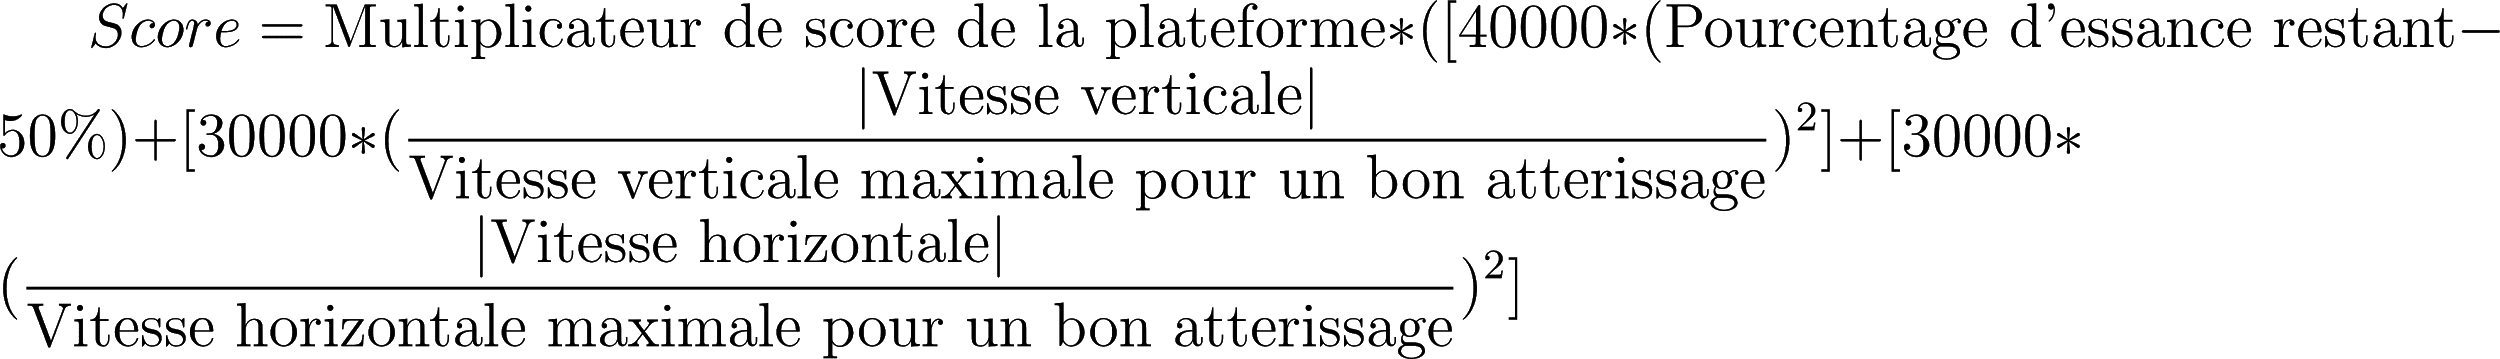 Score = Multiplicateur de score de la plateforme*([40000*(Pourcentage d'essance restant−
50%)+[30000*(|Vitesse verticale|/Vitesse verticale maximale pour un bon atterissage)²]+[30000*
(|Vitesse horizontale|/Vitesse horizontale maximale pour un bon atterissage)²]